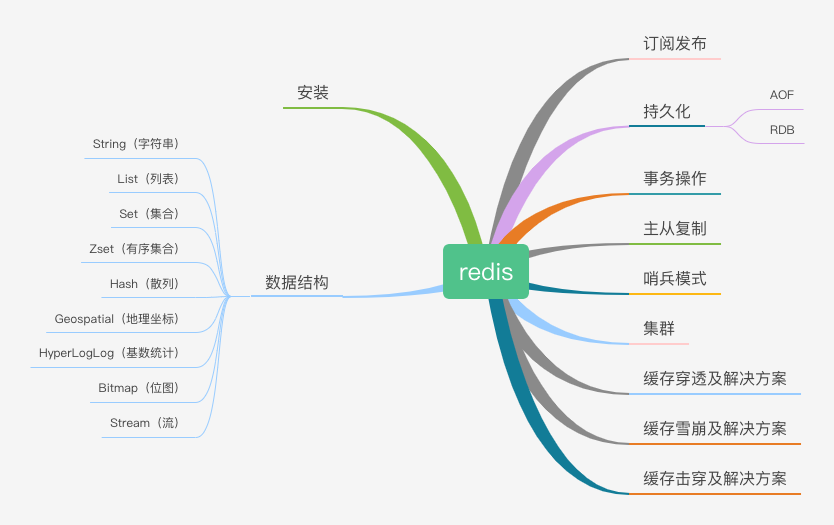 redis
安装
数据结构
String（字符串）
List（列表）
Set（集合）
Zset（有序集合）
Hash（散列）
Geospatial（地理坐标）
HyperLogLog（基数统计）
Bitmap（位图）
Stream（流）
订阅发布
持久化
AOF
RDB
事务操作
主从复制
哨兵模式
集群
缓存穿透及解决方案
缓存雪崩及解决方案
缓存击穿及解决方案